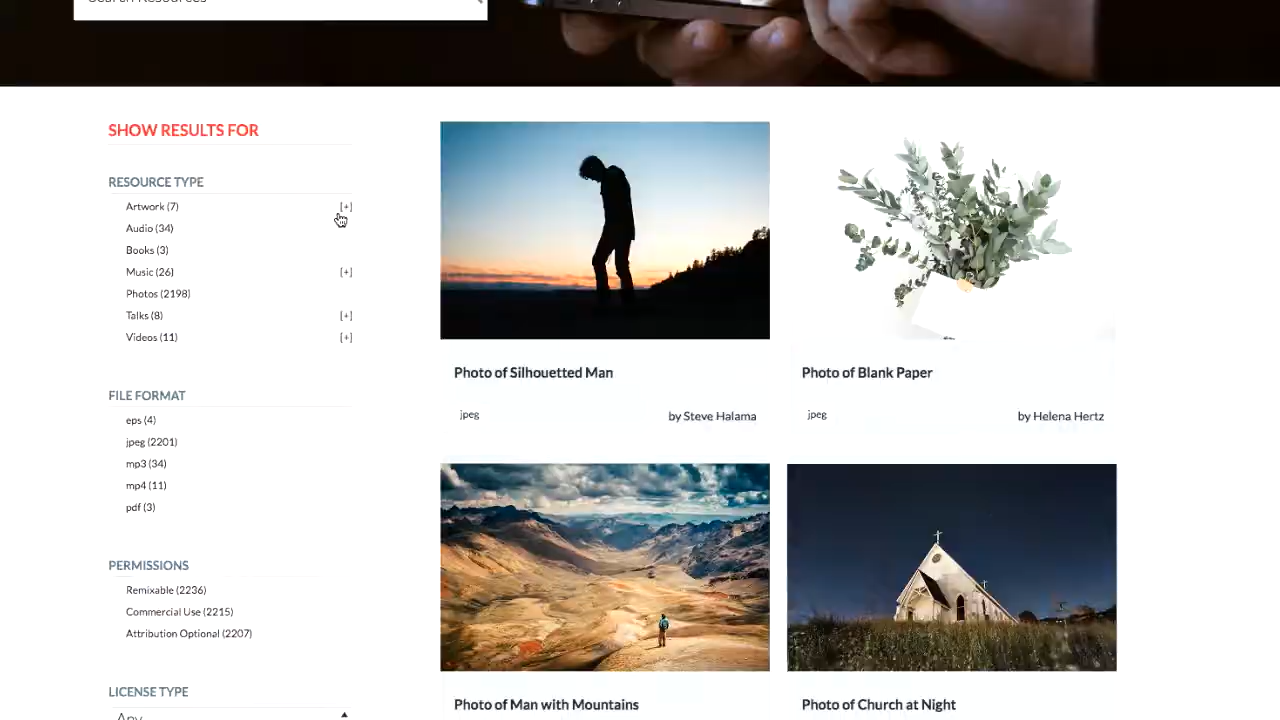 Search Resources
SHOW RESULTS FOR
RESOURCE TYPE
Artwork (7) [+]
Audio (34)
Books (3)
Music (26) [+]
Photos (2198)
Talks (8) [+]
Videos (11) [+]
FILE FORMAT
eps (4)
jpeg (2201)
mp3 (34)
mp4 (11)
pdf (3)
PERMISSIONS
Remixable (2236)
Commercial Use (2215)
Attribution Optional (2207)
LICENSE TYPE
Any
Photo of Silhouetted Man
jpeg by Steve Halama
Photo of Blank Paper
jpeg by Helena Hertz
Photo of Man with Mountains
Photo of Church at Night